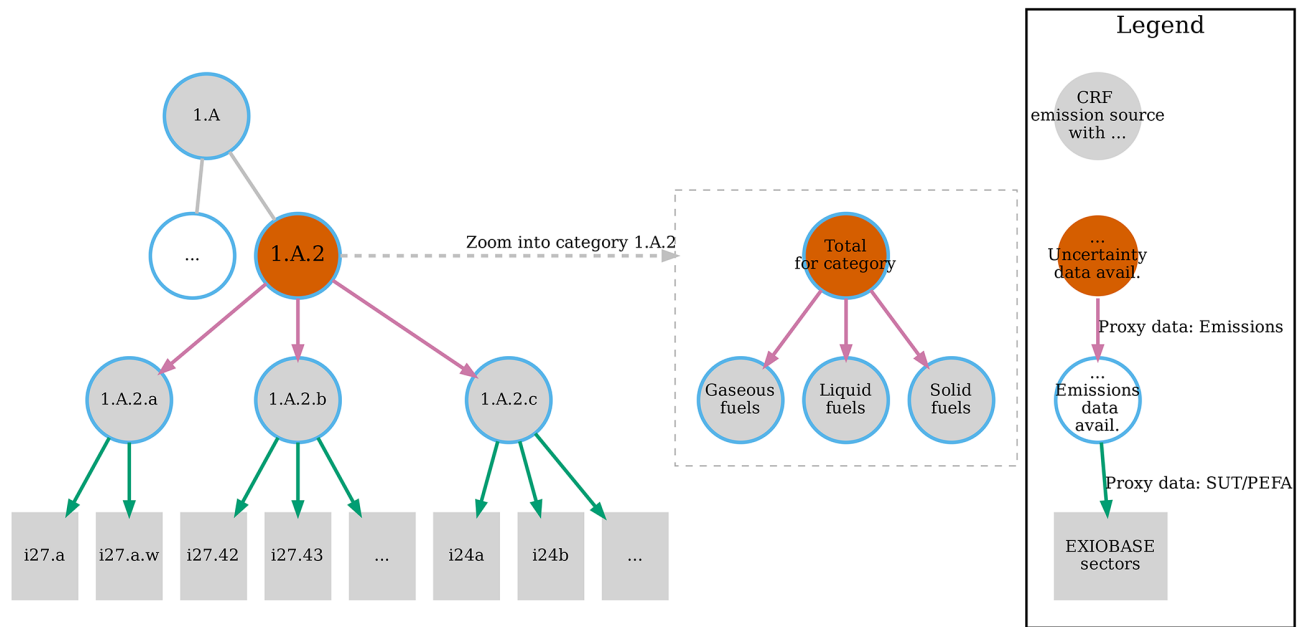 Legend
1.A
CRF
emission source
with ...
...
1.A.2
Zoom into category 1.A.2
Total
for category
...
Uncertainty
data avail.
Proxy data: Emissions
1.A.2.a
1.A.2.b
1.A.2.c
Gaseous
fuels
Liquid
fuels
Solid
fuels
...
Emissions
data
avail.
Proxy data: SUT/PEFA
i27.a
i27.a.w
i27.42
i27.43
...
i24a
i24b
...
EXIOBASE
sectors